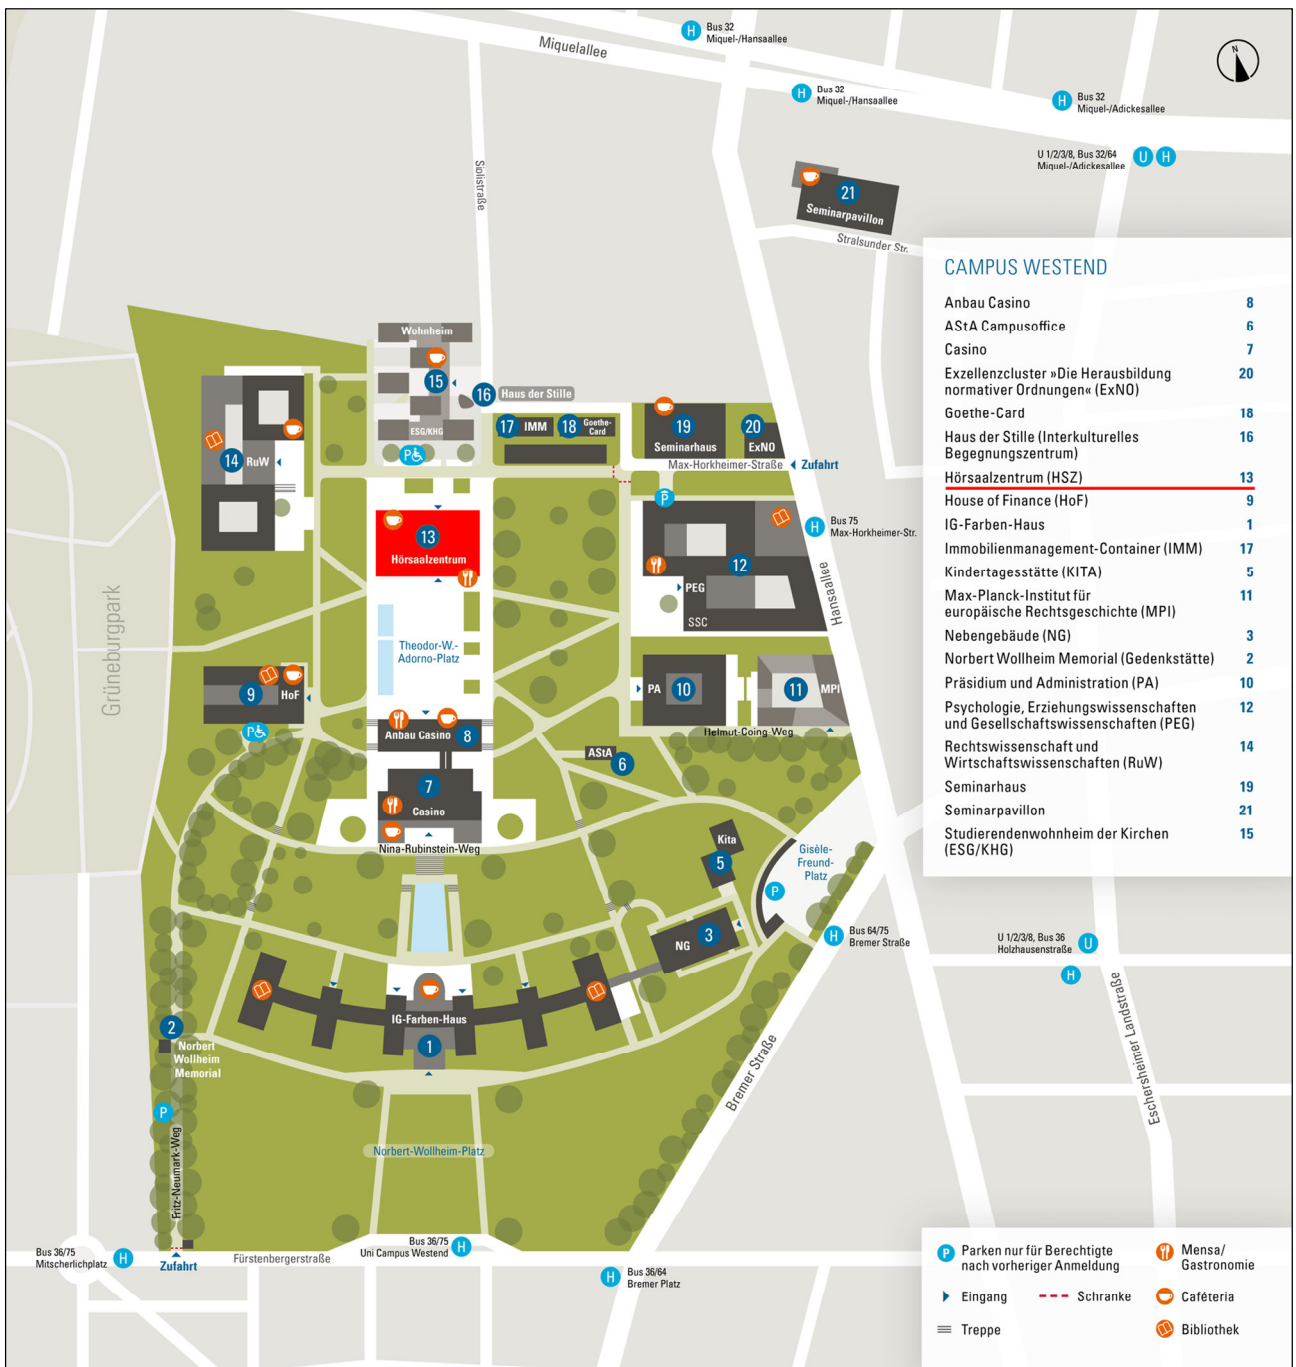 Bus 32
Miquel-/Hansaallee
Miquelallee
N
H
Bus 32
Miquel-/Hansaallee
H
Bus 32
Miquel-/Adickesallee
H
U 1/2/3/8, Bus 32/64
Miquel-/Adickesallee
U H
Siolistraße
21
Seminarpavillon
Stralsunder Str.
CAMPUS WESTEND
Anbau Casino 8
AStA Campusoffice 6
Casino 7
Exzellenzcluster »Die Herausbildung 20
normativer Ordnungen« (ExNO)
Goethe-Card 18
Haus der Stille (Interkulturelles 16
Begegnungszentrum)
Hörsaalzentrum (HSZ) 13
House of Finance (HoF) 9
IG-Farben-Haus 1
Immobilienmanagement-Container (IMM) 17
Kindertagesstätte (KITA) 5
Max-Planck-Institut für 11
europäische Rechtsgeschichte (MPI)
Nebengebäude (NG) 3
Norbert Wollheim Memorial (Gedenkstätte) 2
Präsidium und Administration (PA) 10
Psychologie, Erziehungswissenschaften 12
und Gesellschaftswissenschaften (PEG)
Rechtswissenschaft und 14
Wirtschaftswissenschaften (RuW)
Seminarhaus 19
Seminarpavillon 21
Studierendenwohnheim der Kirchen 15
(ESG/KHG)
Wohnheim
15
16 Haus der Stille
ESG/KHG
P
17 IMM
18 Goethe-
Card
19
Seminarhaus
20
ExNO
Max-Horkheimer-Straße
Zufahrt
14 RuW
P
H
Bus 75
Max-Horkheimer-Str.
13
Hörsaalzentrum
12
PEG
SSC
Hansaallee
Grüneburgpark
Theodor-W.-
Adorno-Platz
9 HoF
P
PA 10
11 MPI
Helmut-Coing-Weg
Anbau Casino 8
AStA
6
7
Casino
Nina-Rubinstein-Weg
Kita
5
Gisèle-
Freund-
Platz
P
3
NG
H
Bus 64/75
Bremer Straße
U 1/2/3/8, Bus 36
Holzhausenstraße
U
H
IG-Farben-Haus
1
2
Norbert
Wollheim
Memorial
P
Fritz-Neumark-Weg
Bremer Straße
Eschersheimer Landstraße
Norbert-Wollheim-Platz
Bus 36/75
Mitscherlichplatz
H
Zufahrt
Fürstenbergerstraße
Bus 36/75
Uni Campus Westend
H
H
Bus 36/64
Bremer Platz
P Parken nur für Berechtigte
nach vorheriger Anmeldung
Mensa/
Gastronomie
Eingang
Schranke
Caféteria
Treppe
Bibliothek